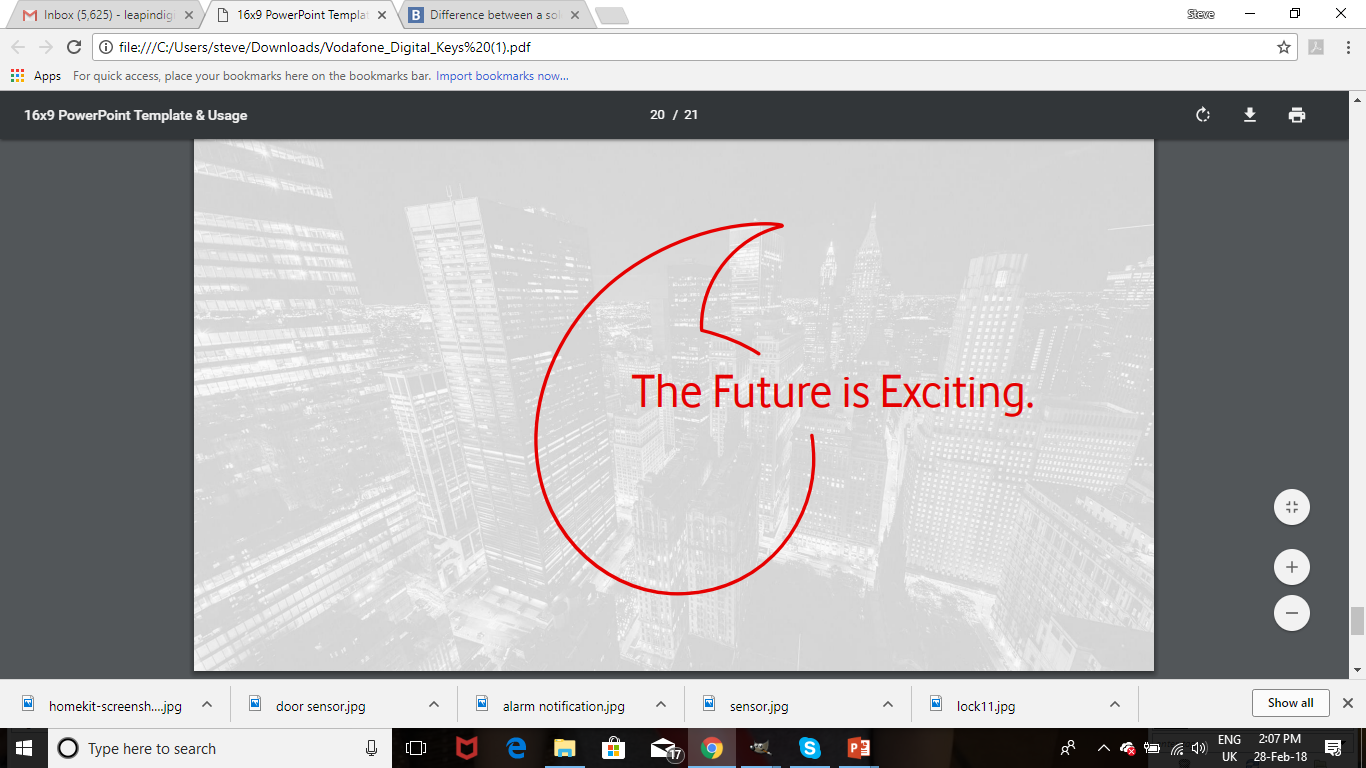 Inbox (5,625) - leapindigi
16x9 PowerPoint Templa
Difference between a sol
Steve
file:///C:/Users/steve/Downloads/Vodafone_Digital_Keys%20(1).pdf
Apps
For quick access, place your bookmarks here on the bookmarks bar. Import bookmarks now...
16x9 PowerPoint Template & Usage
20 / 21
The Future is Exciting.
homekit-screensh....jpg
door sensor.jpg
alarm notification.jpg
sensor.jpg
lock11.jpg
Show all
Type here to search
17
ENG
UK
2:07 PM
28-Feb-18